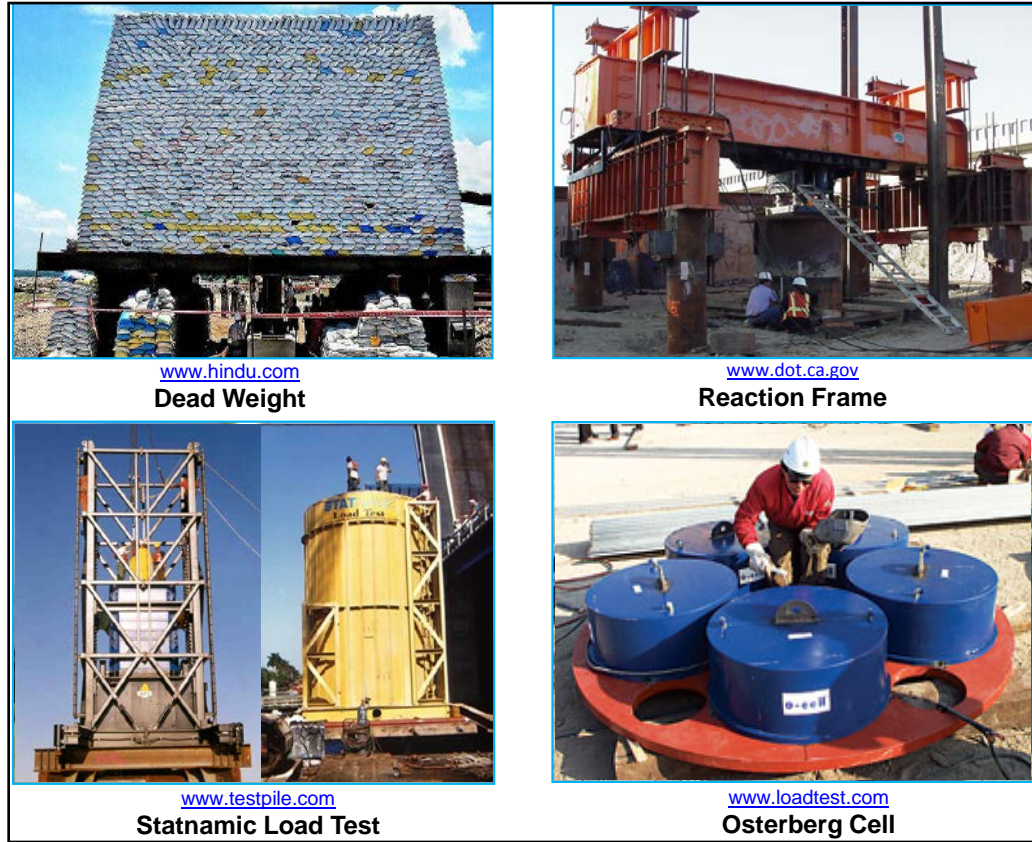 www.hindu.com
Dead Weight
www.dot.ca.gov
Reaction Frame
STAT
Load Test
o-cell
www.testpile.com
Statnamic Load Test
www.loadtest.com
Osterberg Cell